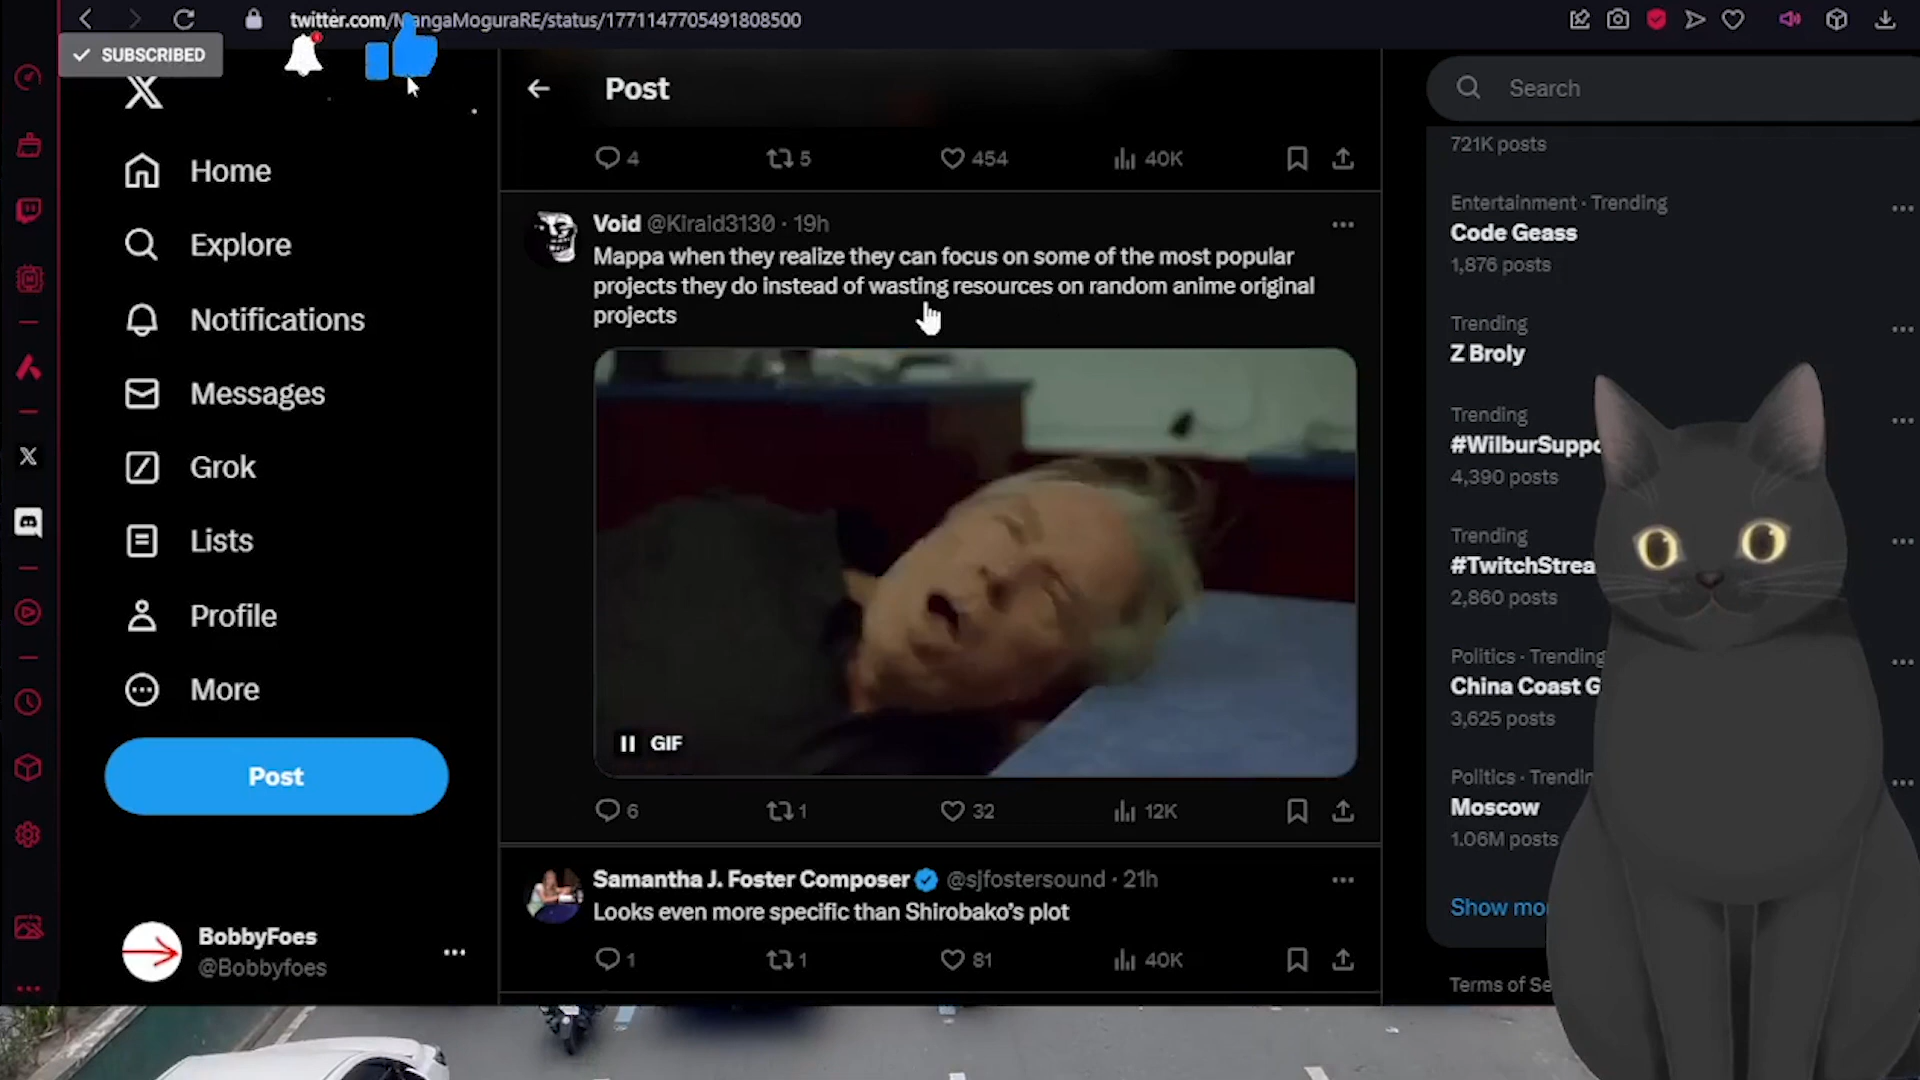 twitter.com/MangaMoguraRE/status/1771147705491808500
SUBSCRIBED
Home
Explore
Notifications
Messages
Grok
Lists
Profile
More
Post
BobbyFoes
@Bobbyfoes
Post
4 5 454 40K
Void @Kiraid3130 · 19h
Mappa when they realize they can focus on some of the most popular
projects they do instead of wasting resources on random anime original
projects
GIF
6 1 32 12K
Samantha J. Foster Composer @sjfostersound · 21h
Looks even more specific than Shirobako's plot
1 1 81 40K
Search
721K posts
Entertainment · Trending
Code Geass
1,876 posts
Trending
Z Broly
Trending
#WilburSuppo
4,390 posts
Trending
#TwitchStrea
2,860 posts
Politics · Trending
China Coast G
3,625 posts
Politics · Trendin
Moscow
1.06M posts
Show mo
Terms of Se